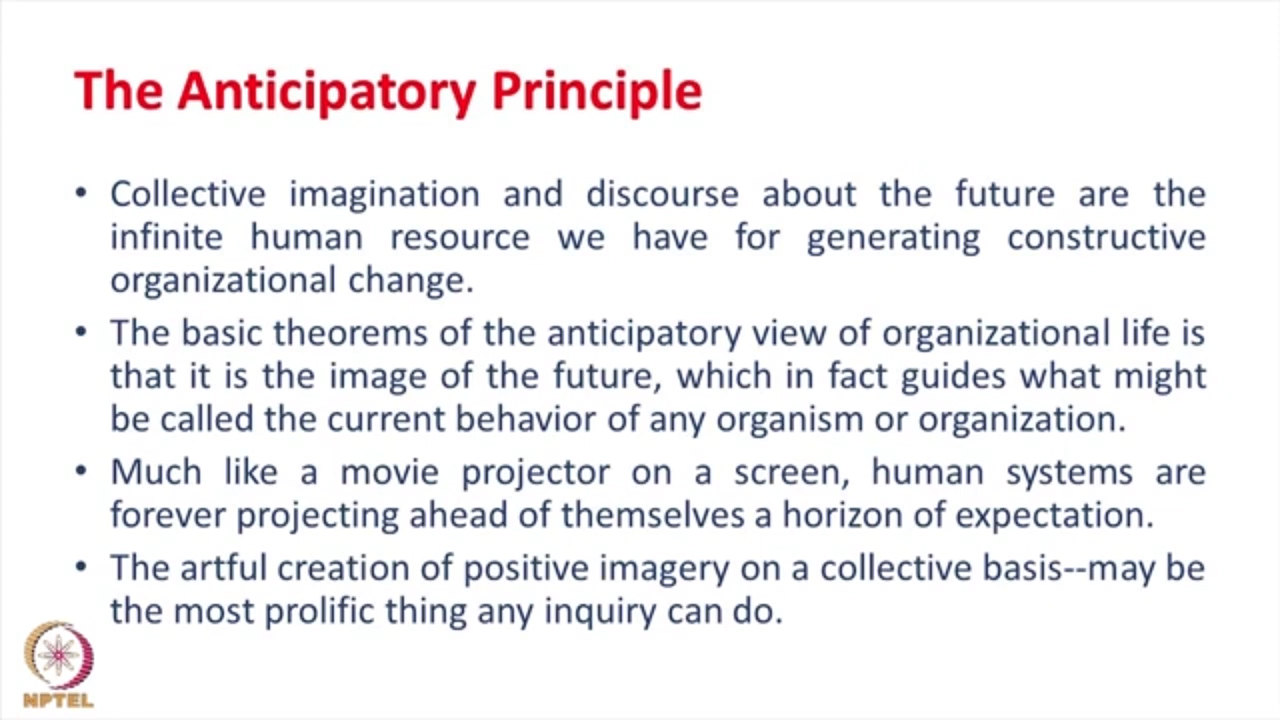 The Anticipatory Principle
• Collective imagination and discourse about the future are the
infinite human resource we have for generating constructive
organizational change.
• The basic theorems of the anticipatory view of organizational life is
that it is the image of the future, which in fact guides what might
be called the current behavior of any organism or organization.
• Much like a movie projector on a screen, human systems are
forever projecting ahead of themselves a horizon of expectation.
• The artful creation of positive imagery on a collective basis--may be
the most prolific thing any inquiry can do.
NPTEL